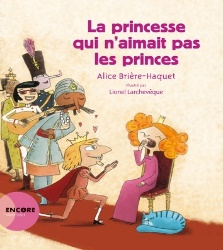 La princesse
qui n'aimait pas
les princes
Alice Brière-Haquet
Illustré par
Lionel Larchevêque
ENCORE